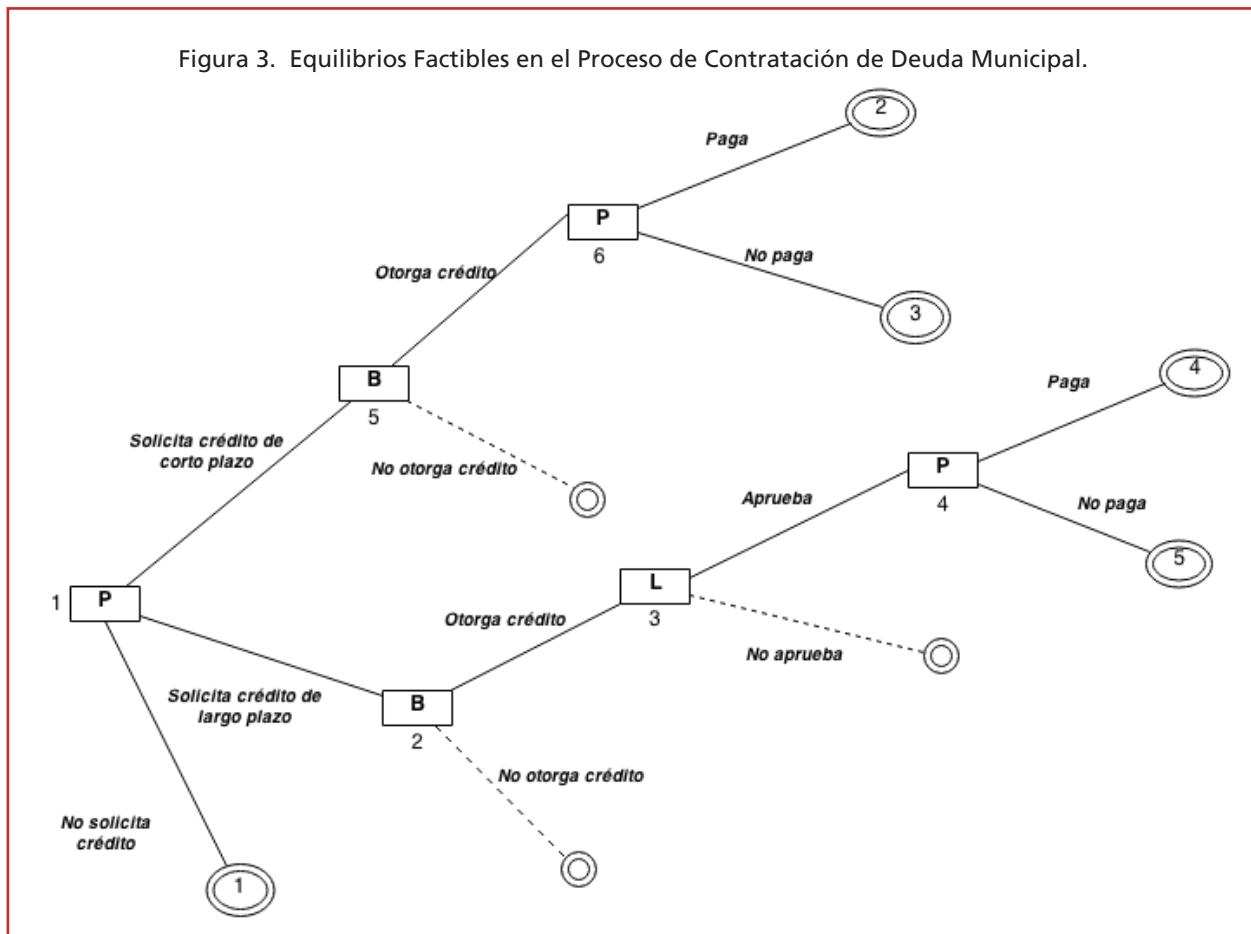 Figura 3. Equilibrios Factibles en el Proceso de Contratación de Deuda Municipal.
2
Paga
P
6
No paga
Otorga crédito
3
4
Paga
B
5
Solicita crédito de
corto plazo
No otorga crédito
P
4
Aprueba
No paga
5
1
P
L
3
Otorga crédito
No aprueba
Solicita crédito de
largo plazo
B
2
No otorga crédito
No solicita
crédito
1